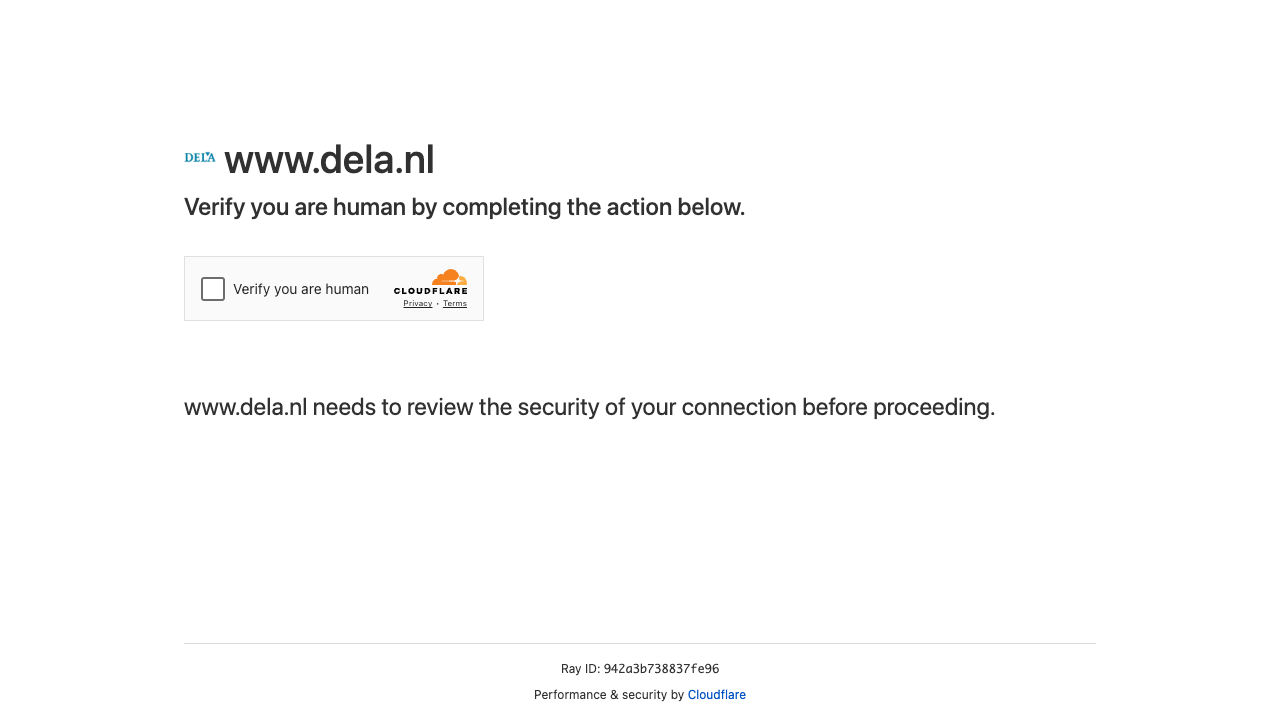 DELA www.dela.nl
Verify you are human by completing the action below.
Verify you are human
CLOUDFLARE
Privacy • Terms
www.dela.nl needs to review the security of your connection before proceeding.
Ray ID: 942a3b738837fe96
Performance & security by Cloudflare